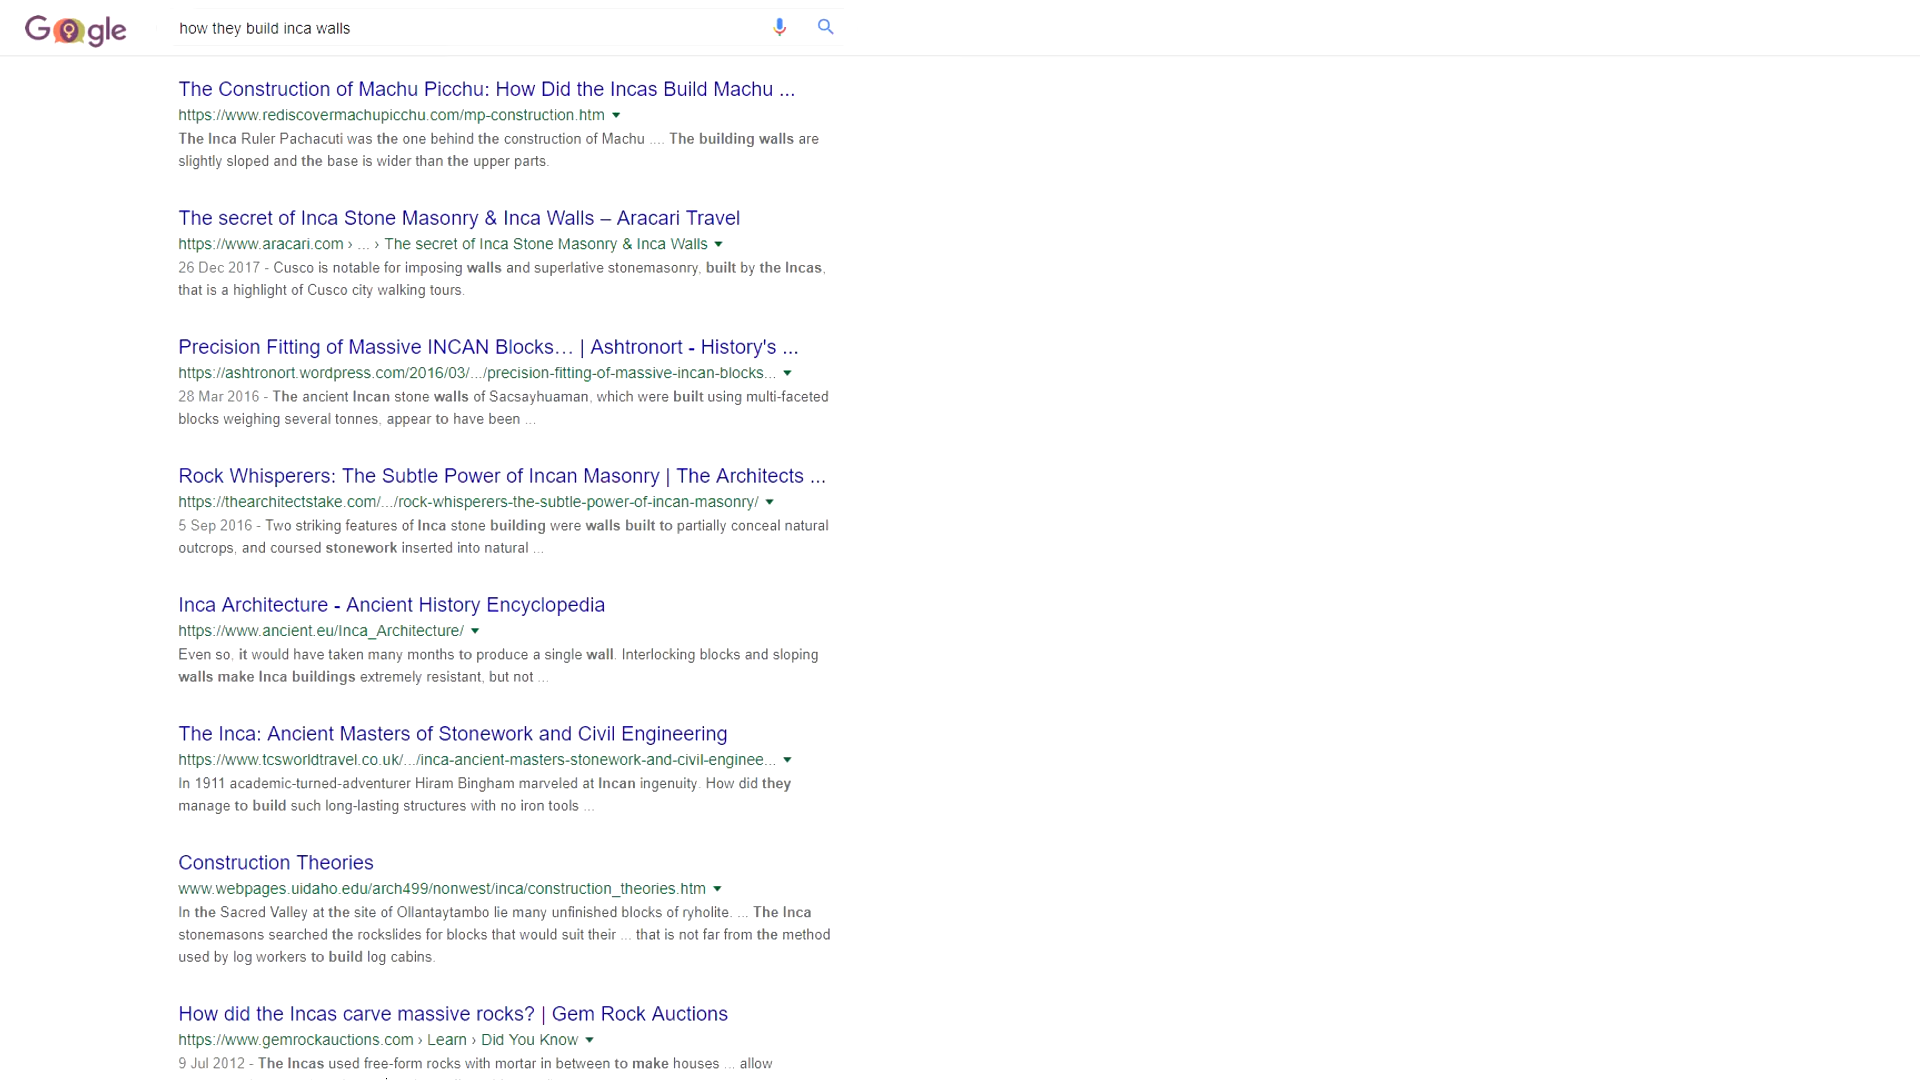 Google
how they build inca walls
The Construction of Machu Picchu: How Did the Incas Build Machu ...
https://www.rediscovermachupicchu.com/mp-construction.htm
The Inca Ruler Pachacuti was the one behind the construction of Machu .... The building walls are
slightly sloped and the base is wider than the upper parts.
The secret of Inca Stone Masonry & Inca Walls – Aracari Travel
https://www.aracari.com › ... › The secret of Inca Stone Masonry & Inca Walls
26 Dec 2017 - Cusco is notable for imposing walls and superlative stonemasonry, built by the Incas,
that is a highlight of Cusco city walking tours.
Precision Fitting of Massive INCAN Blocks… | Ashtronort - History's ...
https://ashtronort.wordpress.com/2016/03/.../precision-fitting-of-massive-incan-blocks...
28 Mar 2016 - The ancient Incan stone walls of Sacsayhuaman, which were built using multi-faceted
blocks weighing several tonnes, appear to have been ...
Rock Whisperers: The Subtle Power of Incan Masonry | The Architects ...
https://thearchitectstake.com/.../rock-whisperers-the-subtle-power-of-incan-masonry/
5 Sep 2016 - Two striking features of Inca stone building were walls built to partially conceal natural
outcrops, and coursed stonework inserted into natural ...
Inca Architecture - Ancient History Encyclopedia
https://www.ancient.eu/Inca_Architecture/
Even so, it would have taken many months to produce a single wall. Interlocking blocks and sloping
walls make Inca buildings extremely resistant, but not ...
The Inca: Ancient Masters of Stonework and Civil Engineering
https://www.tcsworldtravel.co.uk/.../inca-ancient-masters-stonework-and-civil-enginee...
In 1911 academic-turned-adventurer Hiram Bingham marveled at Incan ingenuity. How did they
manage to build such long-lasting structures with no iron tools ...
Construction Theories
www.webpages.uidaho.edu/arch499/nonwest/inca/construction_theories.htm
In the Sacred Valley at the site of Ollantaytambo lie many unfinished blocks of ryholite. ... The Inca
stonemasons searched the rockslides for blocks that would suit their ... that is not far from the method
used by log workers to build log cabins.
How did the Incas carve massive rocks? | Gem Rock Auctions
https://www.gemrockauctions.com › Learn › Did You Know
9 Jul 2012 - The Incas used free-form rocks with mortar in between to make houses ... allow